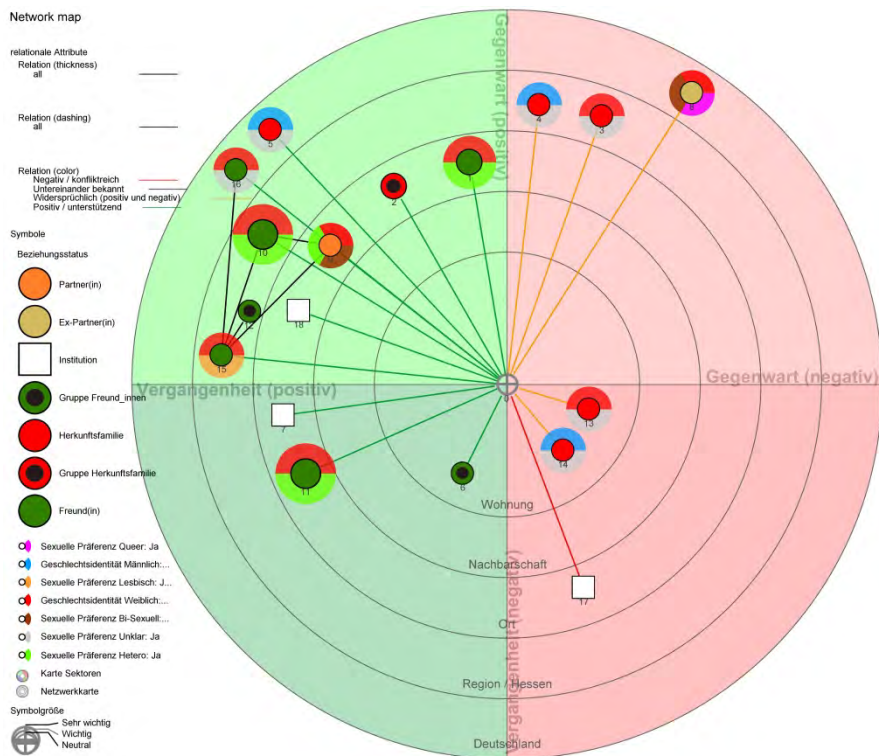 Network map
relationale Attribute
Relation (thickness)
all
Relation (dashing)
all
Relation (color)
Negativ / konfliktreich
Untereinander bekannt
Widersprüchlich (positiv und negativ)
Positiv / unterstützend
Symbole
Beziehungsstatus
Partner(in)
Ex-Partner(in)
Institution
Gruppe Freund_innen
Herkunftsfamilie
Gruppe Herkunftsfamilie
Freund(in)
Sexuelle Präferenz Queer: Ja
Geschlechtsidentität Männlich:...
Sexuelle Präferenz Lesbisch: J...
Geschlechtsidentität Weiblich:...
Sexuelle Präferenz Bi-Sexuell:...
Sexuelle Präferenz Unklar: Ja
Sexuelle Präferenz Hetero: Ja
Karte Sektoren
Netzwerkkarte
Symbolgröße
Sehr wichtig
Wichtig
Neutral
Gegenwart (positiv)
Gegenwart (negativ)
Vergangenheit (positiv)
Vergangenheit (negativ)
Wohnung
Nachbarschaft
Ort
Region / Hessen
Deutschland
5
4
3
16
1
2
10
12
18
15
7
11
6
13
14
17
0